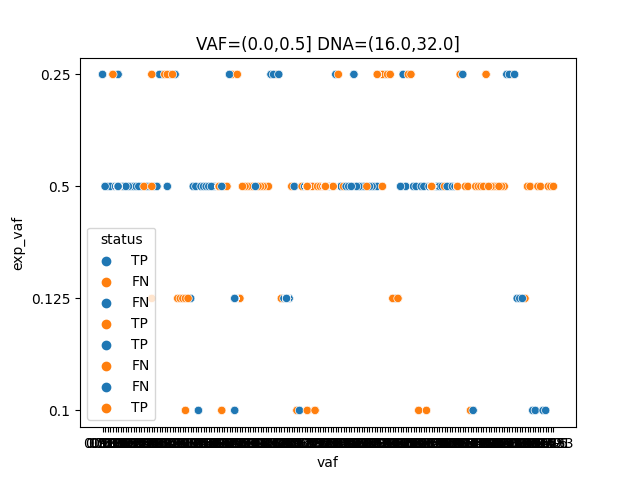 VAF=(0.0,0.5] DNA=(16.0,32.0]
0.25
0.5
0.125
0.1
exp_vaf
status
TP
FN
FN
TP
TP
FN
FN
TP
vaf